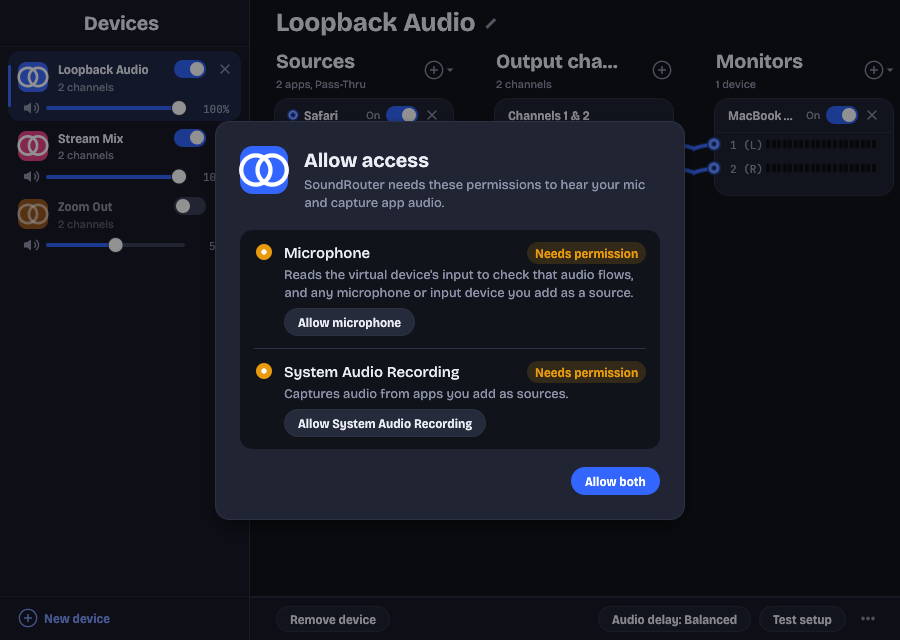 Devices
Loopback Audio
2 channels
100%
Stream Mix
2 channels
10
Zoom Out
2 channels
5
New device
Loopback Audio
Sources
2 apps, Pass-Thru
Safari
On
Output cha...
2 channels
Channels 1 & 2
Monitors
1 device
MacBook ...
On
1 (L)
2 (R)
Allow access
SoundRouter needs these permissions to hear your mic
and capture app audio.
Microphone
Needs permission
Reads the virtual device's input to check that audio flows,
and any microphone or input device you add as a source.
Allow microphone
System Audio Recording
Needs permission
Captures audio from apps you add as sources.
Allow System Audio Recording
Allow both
Remove device
Audio delay: Balanced
Test setup